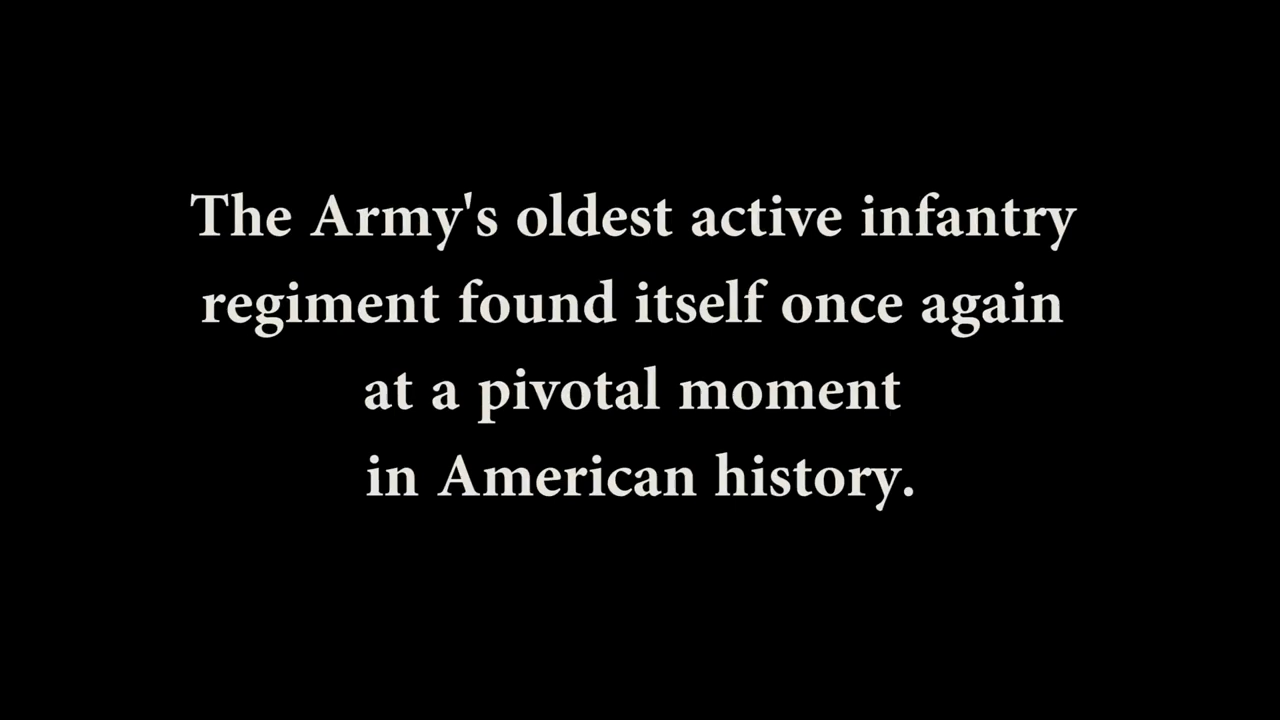 The Army's oldest active infantry
regiment found itself once again
at a pivotal moment
in American history.